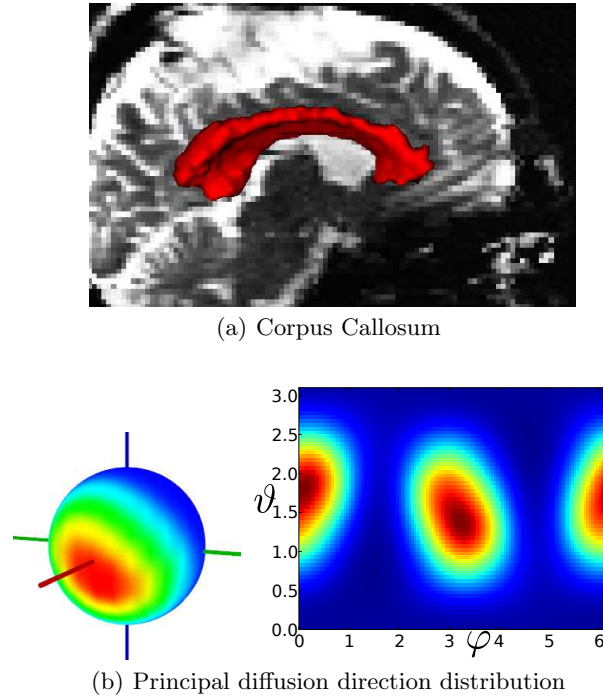 (a) Corpus Callosum
3.0
2.5
2.0
ϑ
1.5
1.0
0.5
0.0
0 1 2 3 4 5 6
φ
(b) Principal diffusion direction distribution